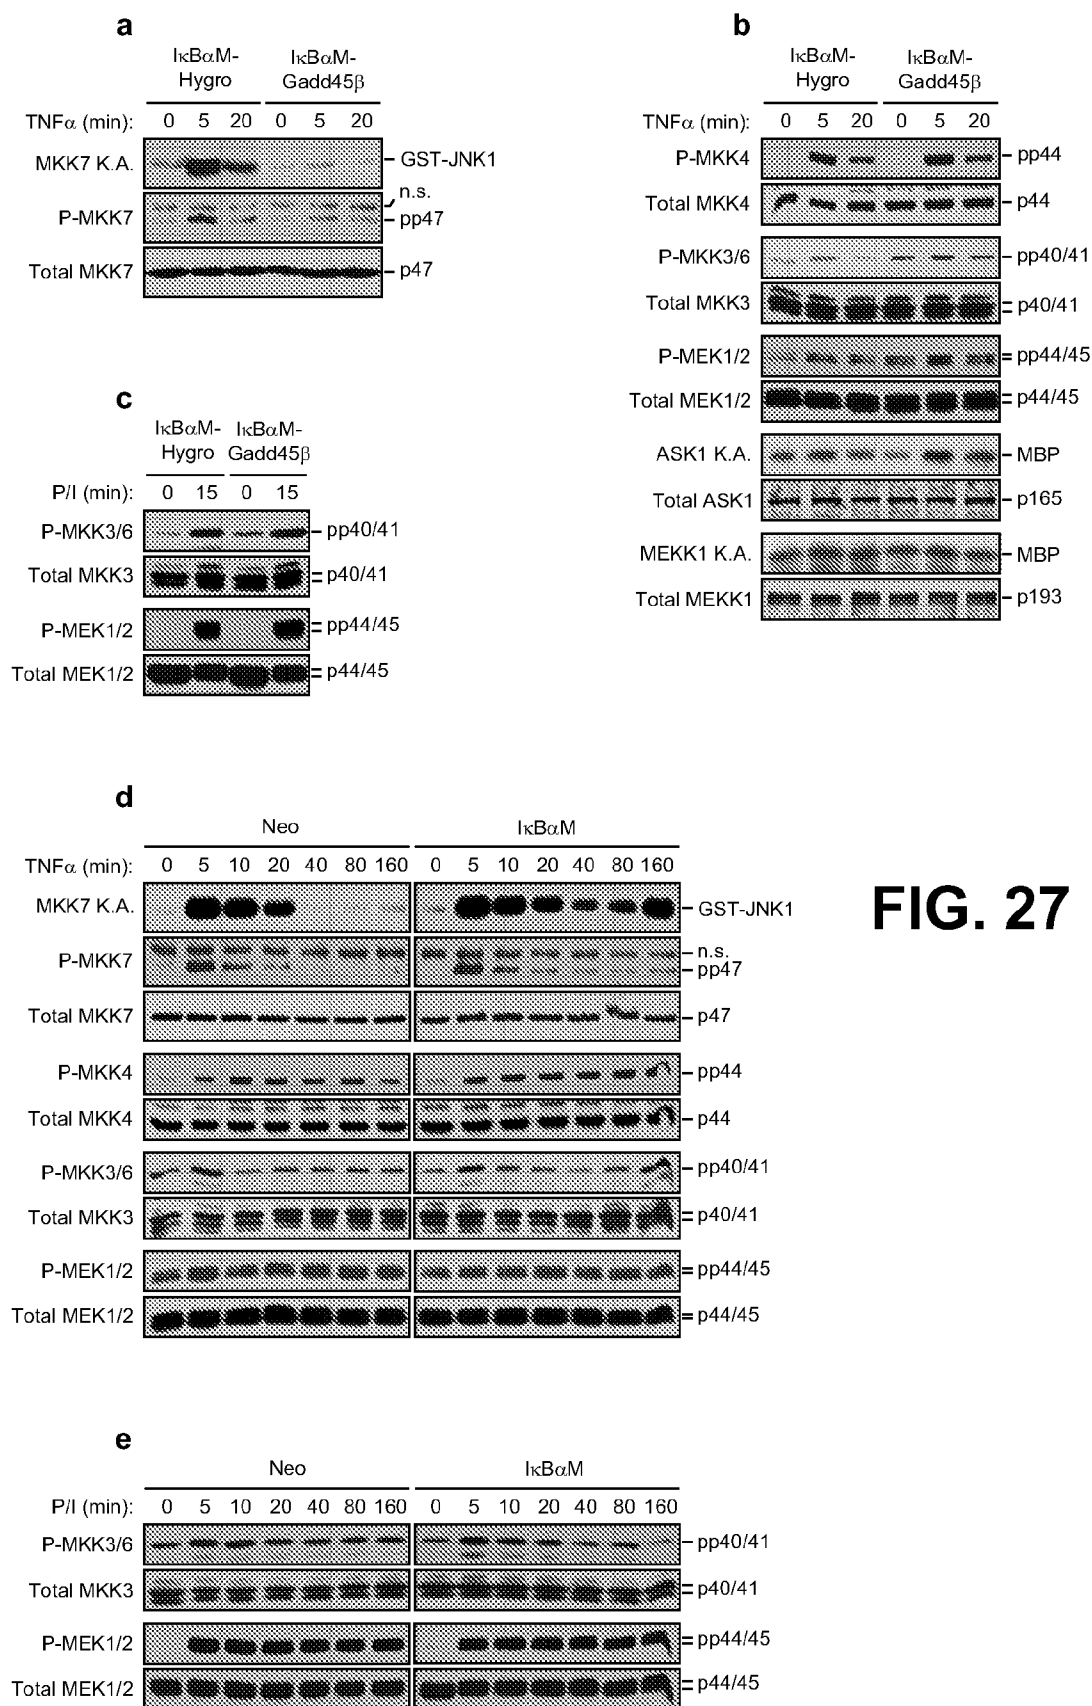 a
IκBαM-
Hygro
IκBαM-
Gadd45β
TNFα (min): 0 5 20 0 5 20
MKK7 K.A. GST-JNK1
n.s.
P-MKK7 pp47
Total MKK7 p47
b
IκBαM-
Hygro
IκBαM-
Gadd45β
TNFα (min): 0 5 20 0 5 20
P-MKK4 pp44
Total MKK4 p44
P-MKK3/6 pp40/41
Total MKK3 p40/41
P-MEK1/2 pp44/45
Total MEK1/2 p44/45
ASK1 K.A. MBP
Total ASK1 p165
MEKK1 K.A. MBP
Total MEKK1 p193
c
IκBαM-
Hygro
IκBαM-
Gadd45β
P/I (min): 0 15 0 15
P-MKK3/6 pp40/41
Total MKK3 p40/41
P-MEK1/2 pp44/45
Total MEK1/2 p44/45
d
Neo IκBαM
TNFα (min): 0 5 10 20 40 80 160 0 5 10 20 40 80 160
MKK7 K.A. GST-JNK1
n.s.
P-MKK7 pp47
Total MKK7 p47
P-MKK4 pp44
Total MKK4 p44
P-MKK3/6 pp40/41
Total MKK3 p40/41
P-MEK1/2 pp44/45
Total MEK1/2 p44/45
FIG. 27
e
Neo IκBαM
P/I (min): 0 5 10 20 40 80 160 0 5 10 20 40 80 160
P-MKK3/6 pp40/41
Total MKK3 p40/41
P-MEK1/2 pp44/45
Total MEK1/2 p44/45